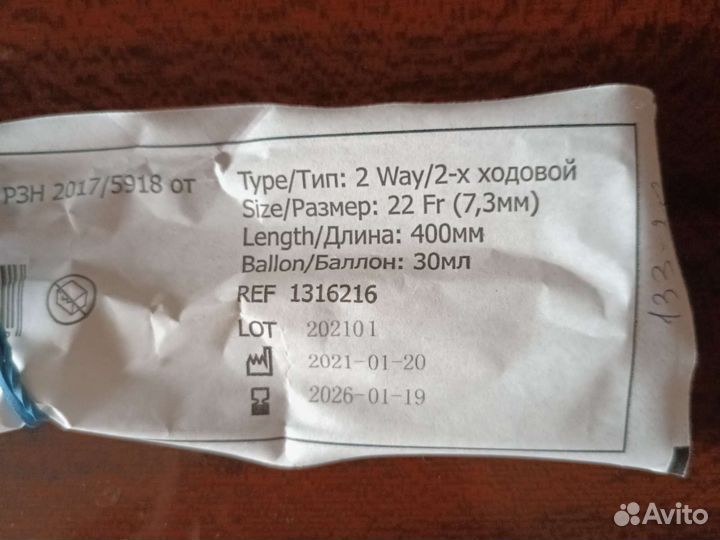 РЗН 2017/5918 от
Type/Тип: 2 Way/2-х ходовой
Size/Размер: 22 Fr (7,3мм)
Length/Длина: 400мм
Ballon/Баллон: 30мл
REF 1316216
LOT 202101
2021-01-20
2026-01-19
Avito